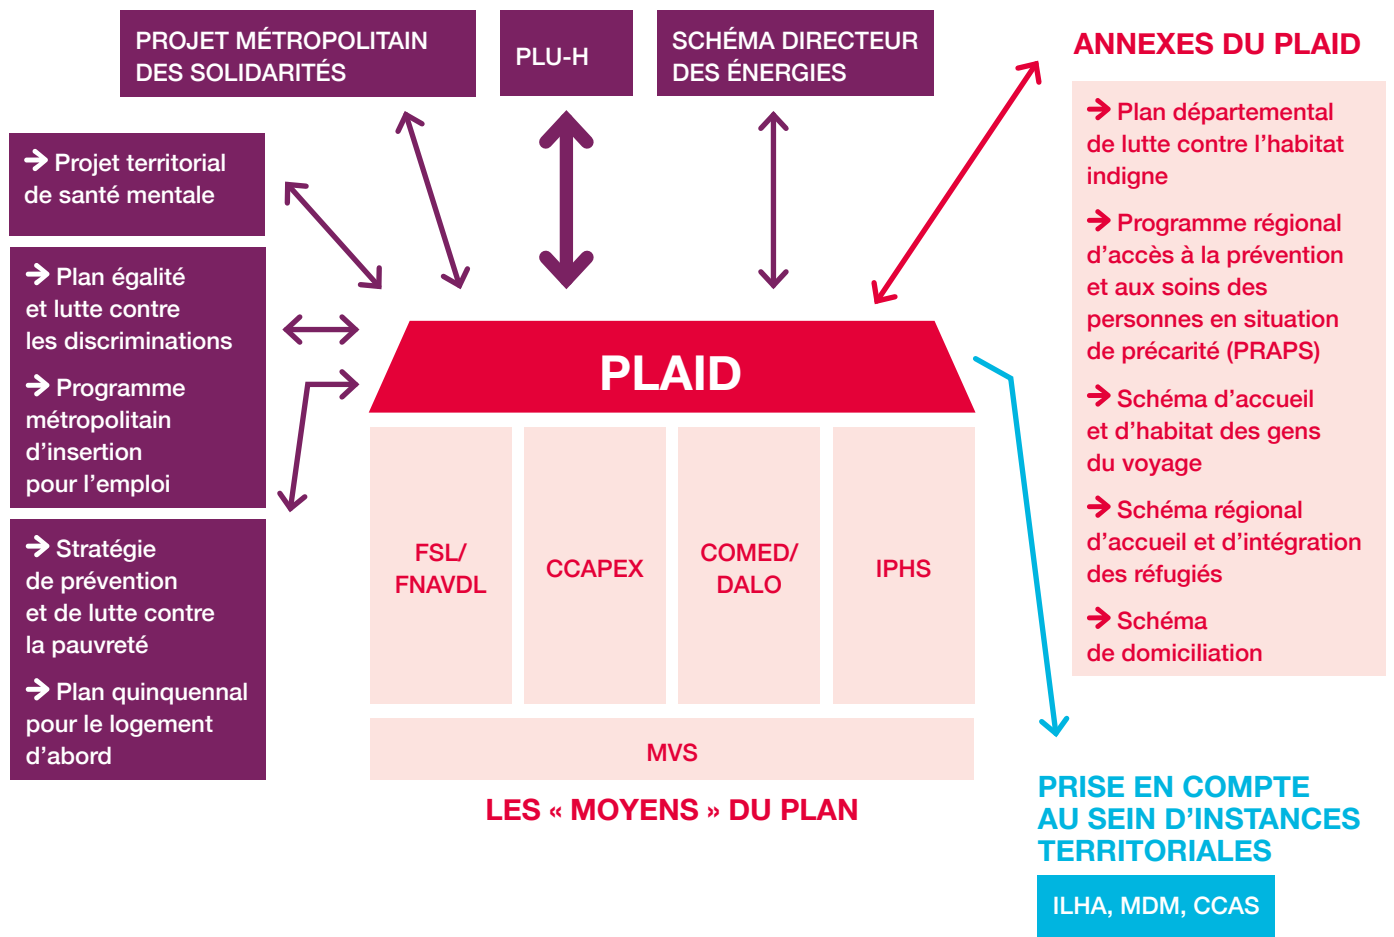 PROJET MÉTROPOLITAIN
DES SOLIDARITÉS
PLU-H
SCHÉMA DIRECTEUR
DES ÉNERGIES
ANNEXES DU PLAID
→ Plan départemental
de lutte contre l’habitat
indigne
→ Programme régional
d’accès à la prévention
et aux soins des
personnes en situation
de précarité (PRAPS)
→ Schéma d’accueil
et d’habitat des gens
du voyage
→ Schéma régional
d’accueil et d’intégration
des réfugiés
→ Schéma
de domiciliation
→ Projet territorial
de santé mentale
→ Plan égalité
et lutte contre
les discriminations
→ Programme
métropolitain
d’insertion
pour l’emploi
→ Stratégie
de prévention
et de lutte contre
la pauvreté
→ Plan quinquennal
pour le logement
d’abord
PLAID
FSL/
FNAVDL
CCAPEX
COMED/
DALO
IPHS
MVS
LES « MOYENS » DU PLAN
PRISE EN COMPTE
AU SEIN D’INSTANCES
TERRITORIALES
ILHA, MDM, CCAS